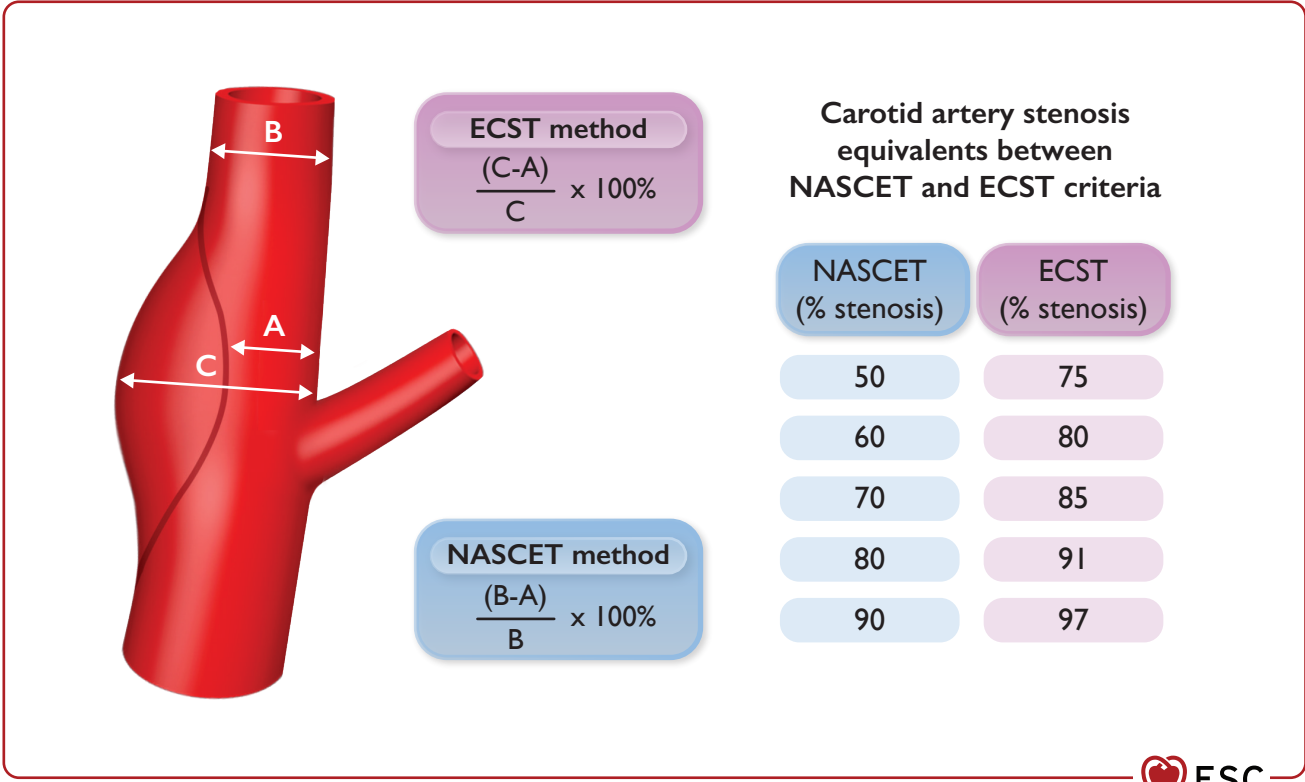 B
A
C
ECST method
(C-A)
C
x 100%
NASCET method
(B-A)
B
x 100%
Carotid artery stenosis
equivalents between
NASCET and ECST criteria
NASCET
(% stenosis)
ECST
(% stenosis)
50 75
60 80
70 85
80 91
90 97
ESC